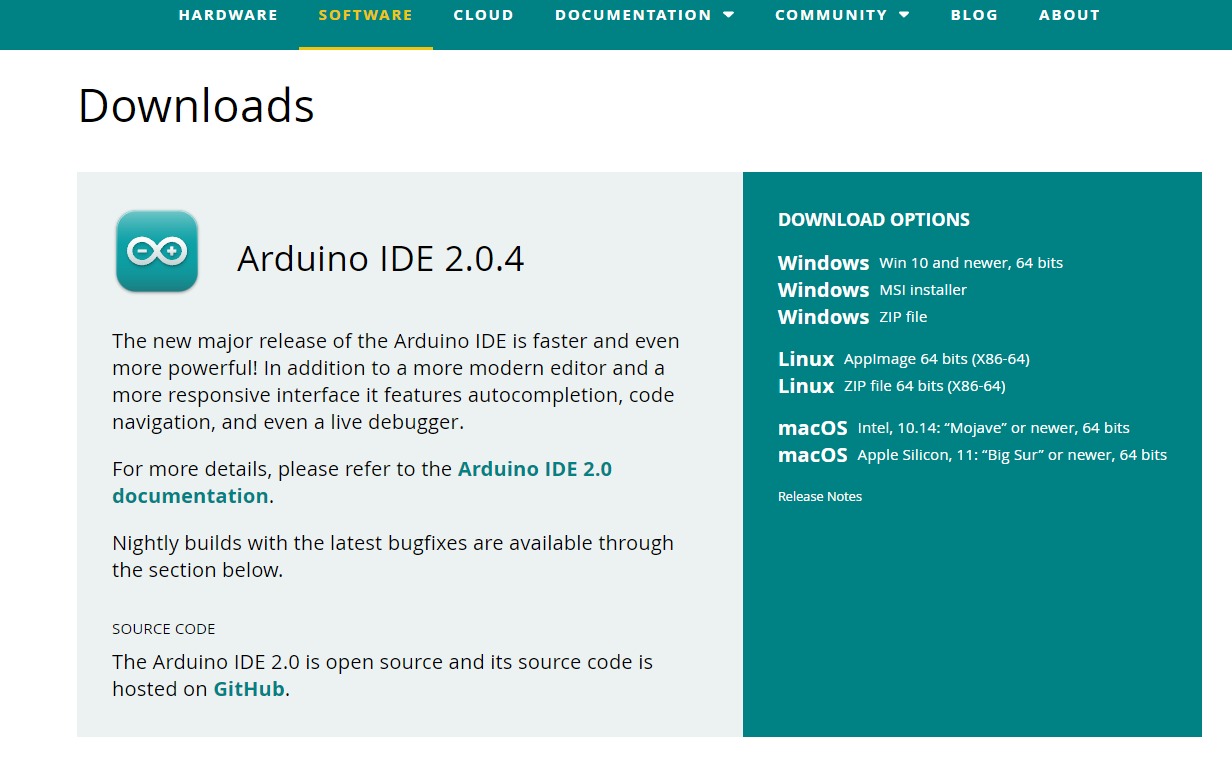 HARDWARE SOFTWARE CLOUD DOCUMENTATION COMMUNITY BLOG ABOUT
Downloads
Arduino IDE 2.0.4
The new major release of the Arduino IDE is faster and even
more powerful! In addition to a more modern editor and a
more responsive interface it features autocompletion, code
navigation, and even a live debugger.
For more details, please refer to the Arduino IDE 2.0
documentation.
Nightly builds with the latest bugfixes are available through
the section below.
SOURCE CODE
The Arduino IDE 2.0 is open source and its source code is
hosted on GitHub.
DOWNLOAD OPTIONS
Windows Win 10 and newer, 64 bits
Windows MSI installer
Windows ZIP file
Linux AppImage 64 bits (X86-64)
Linux ZIP file 64 bits (X86-64)
macOS Intel, 10.14: “Mojave” or newer, 64 bits
macOS Apple Silicon, 11: “Big Sur” or newer, 64 bits
Release Notes